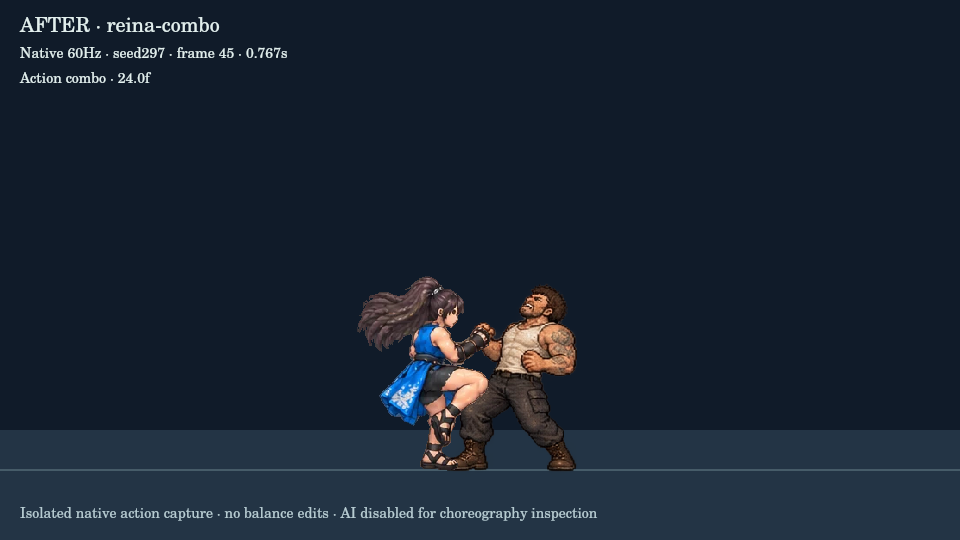 AFTER · reina-combo
Native 60Hz · seed297 · frame 45 · 0.767s
Action combo · 24.0f
Isolated native action capture · no balance edits · AI disabled for choreography inspection